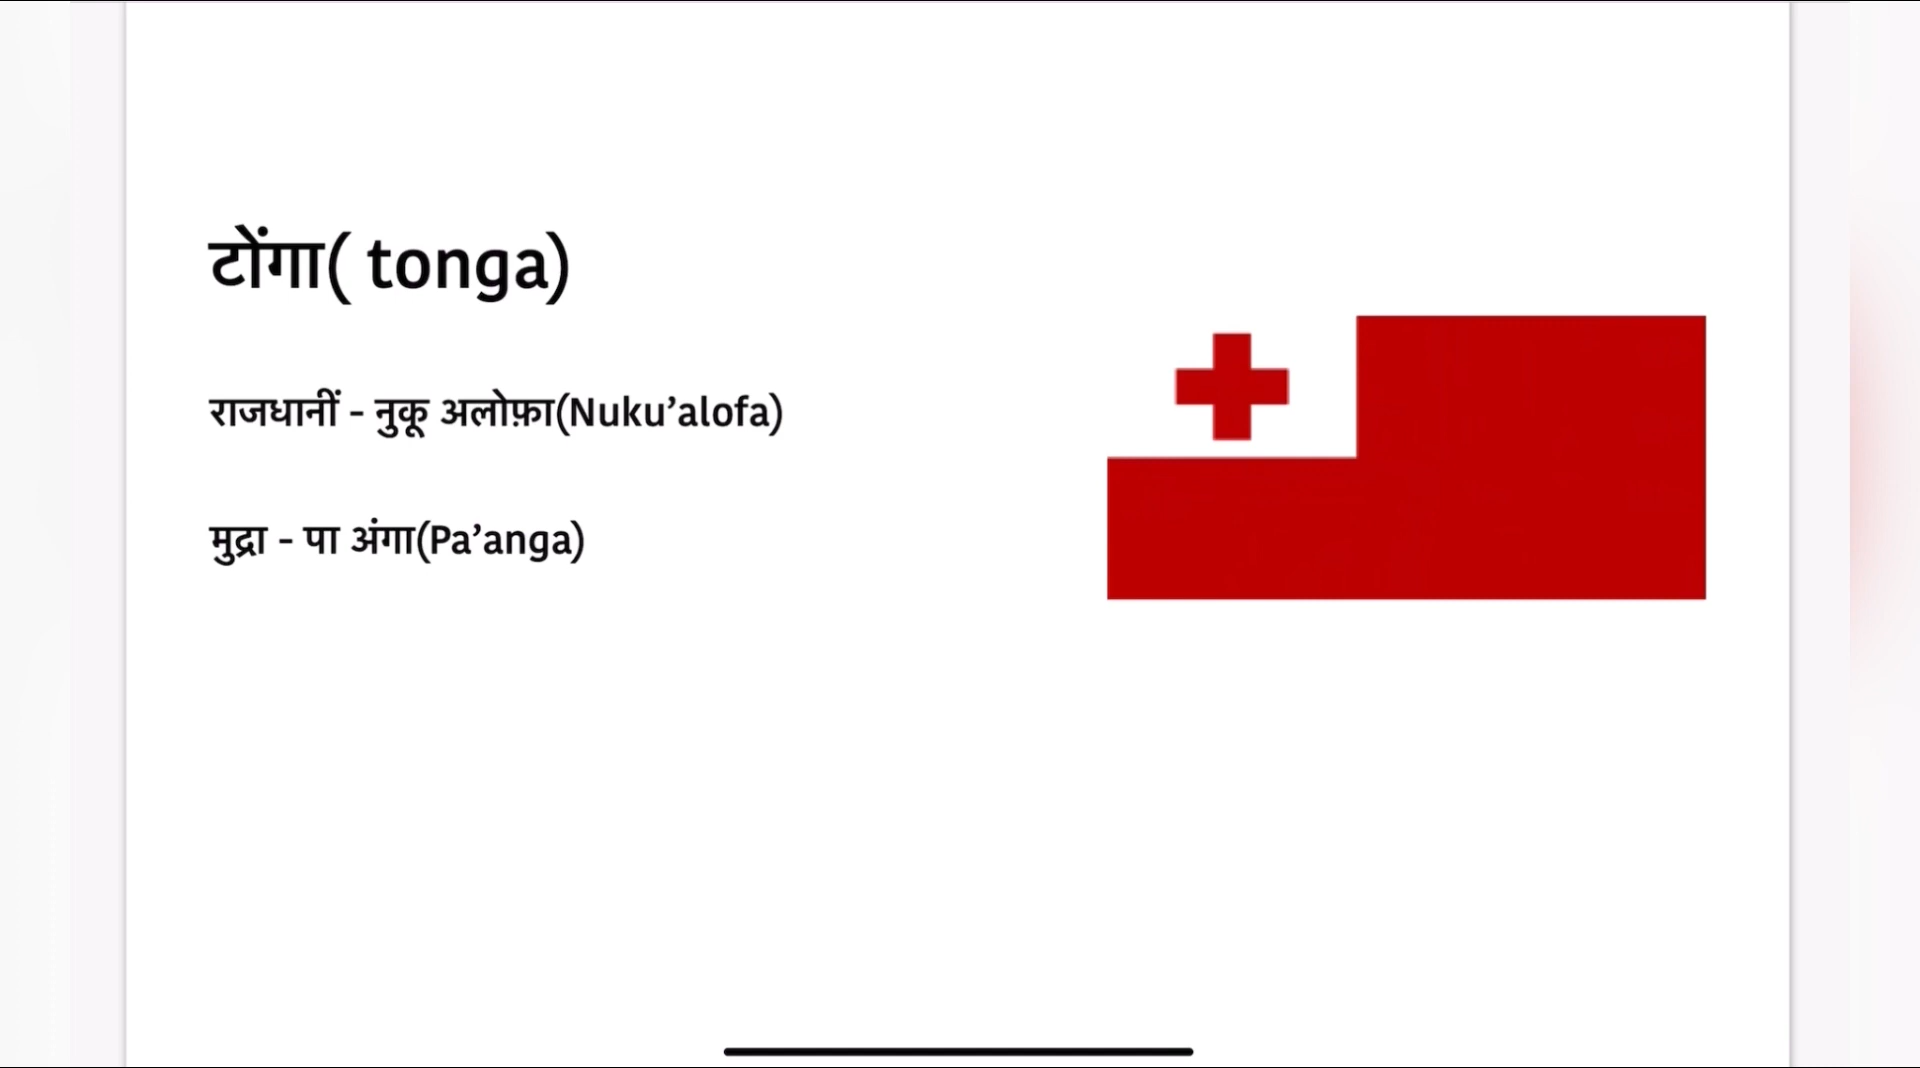 टोंगा( tonga)
राजधानीं - नुकू अलोफ़ा(Nuku’alofa)
मुद्रा - पा अंगा(Pa’anga)